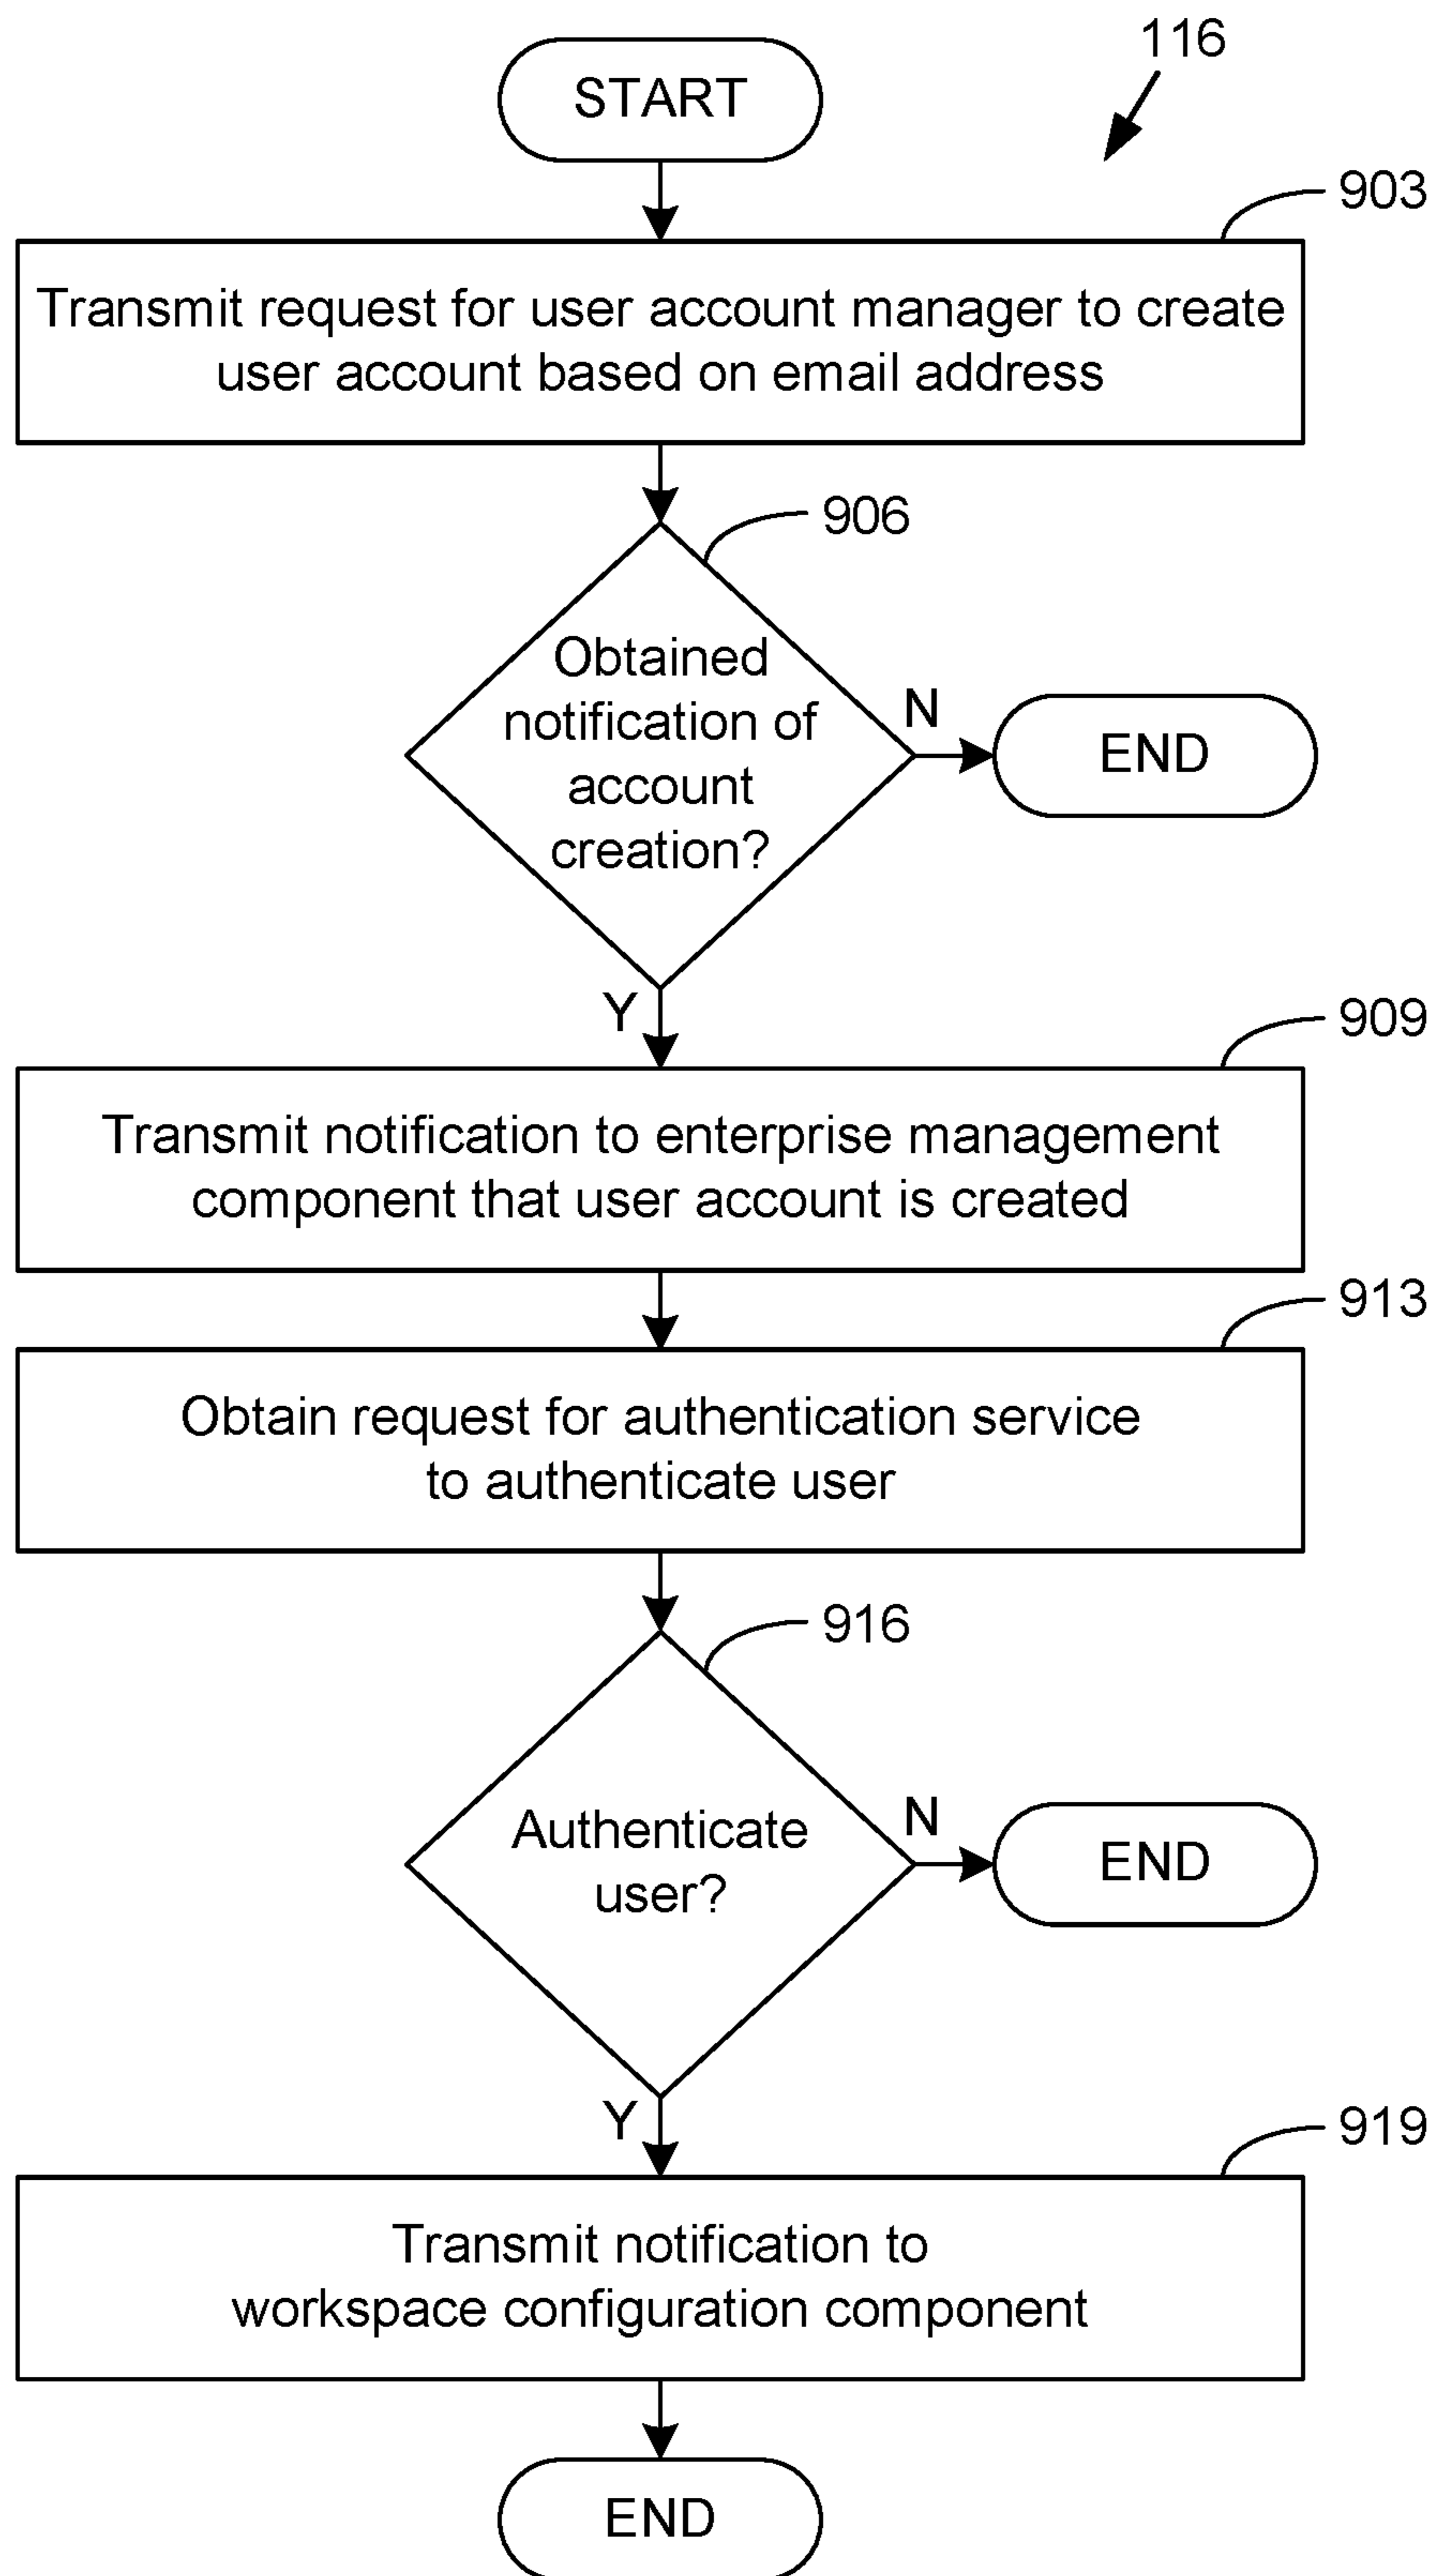 116
START
903
Transmit request for user account manager to create
user account based on email address
906
Obtained
notification of
account
creation?
N
END
Y
909
Transmit notification to enterprise management
component that user account is created
913
Obtain request for authentication service
to authenticate user
916
Authenticate
user?
N
END
Y
919
Transmit notification to
workspace configuration component
END